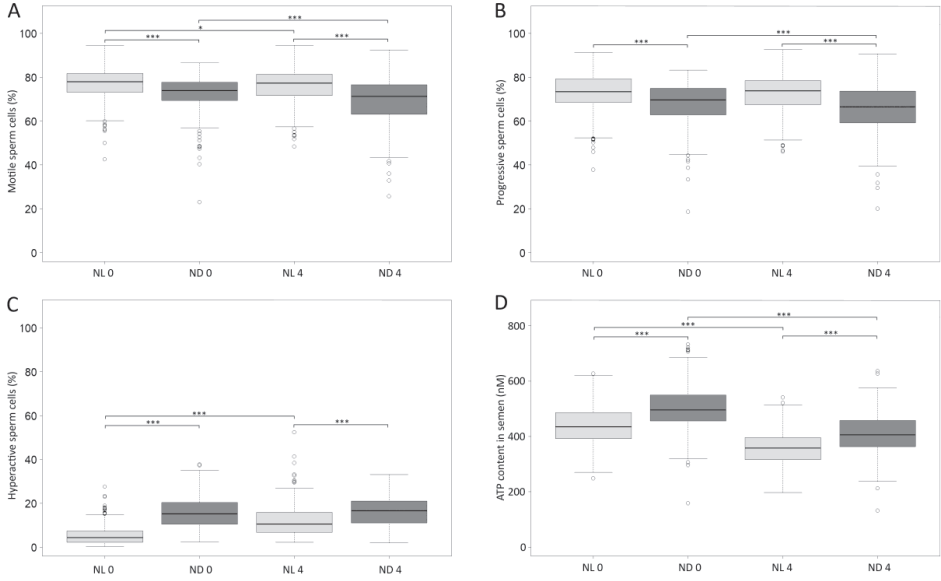 A
Motile sperm cells (%)
100
80
60
40
20
0
***
*
***
***
NL 0
ND 0
NL 4
ND 4
B
Progressive sperm cells (%)
100
80
60
40
20
0
***
***
***
NL 0
ND 0
NL 4
ND 4
C
Hyperactive sperm cells (%)
100
80
60
40
20
0
***
***
***
NL 0
ND 0
NL 4
ND 4
D
ATP content in semen (nM)
800
600
400
200
0
***
***
***
***
NL 0
ND 0
NL 4
ND 4